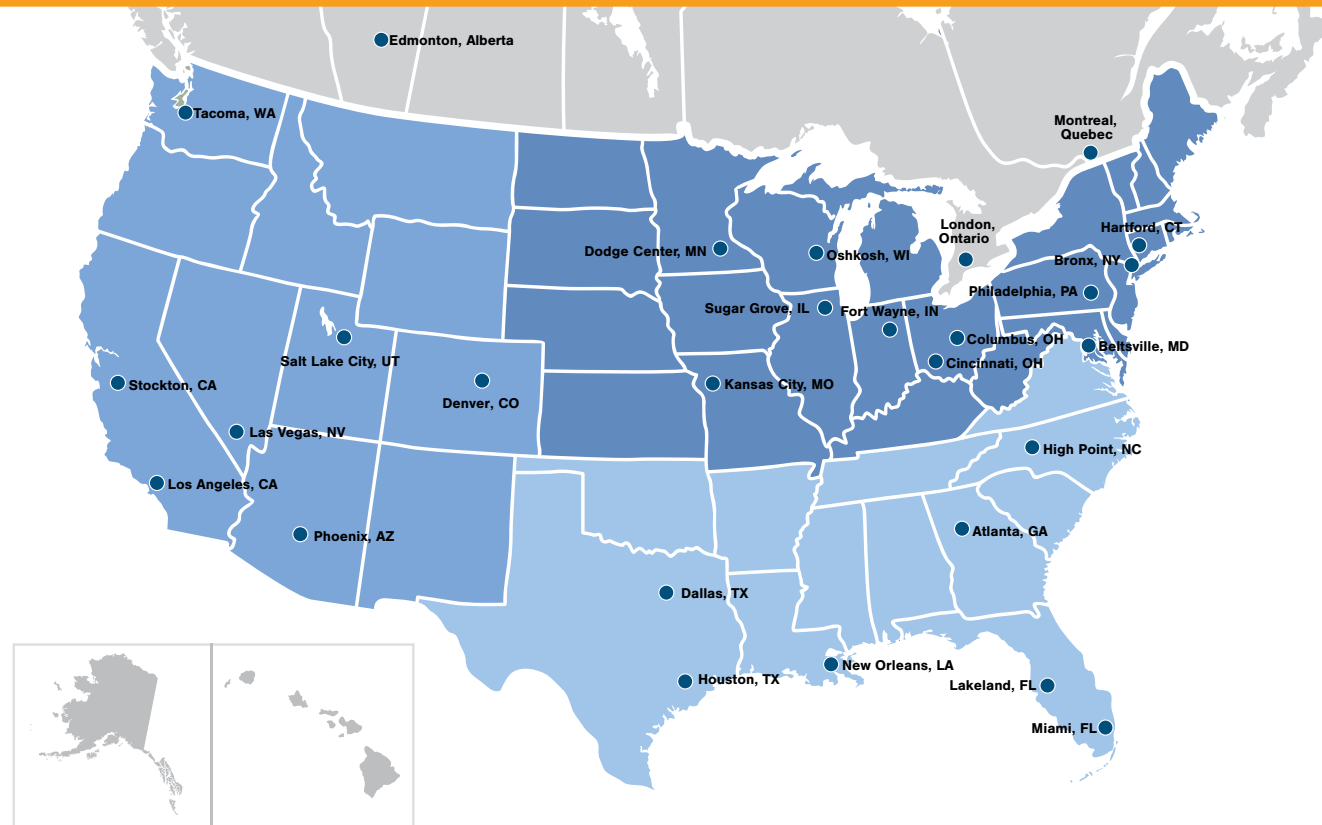 Edmonton, Alberta
Tacoma, WA
Montreal,
Quebec
Hartford, CT
London,
Ontario
Dodge Center, MN
Oshkosh, WI
Bronx, NY
Philadelphia, PA
Sugar Grove, IL
Fort Wayne, IN
Columbus, OH
Beltsville, MD
Salt Lake City, UT
Cincinnati, OH
Stockton, CA
Kansas City, MO
Denver, CO
Las Vegas, NV
High Point, NC
Los Angeles, CA
Phoenix, AZ
Atlanta, GA
Dallas, TX
New Orleans, LA
Houston, TX
Lakeland, FL
Miami, FL